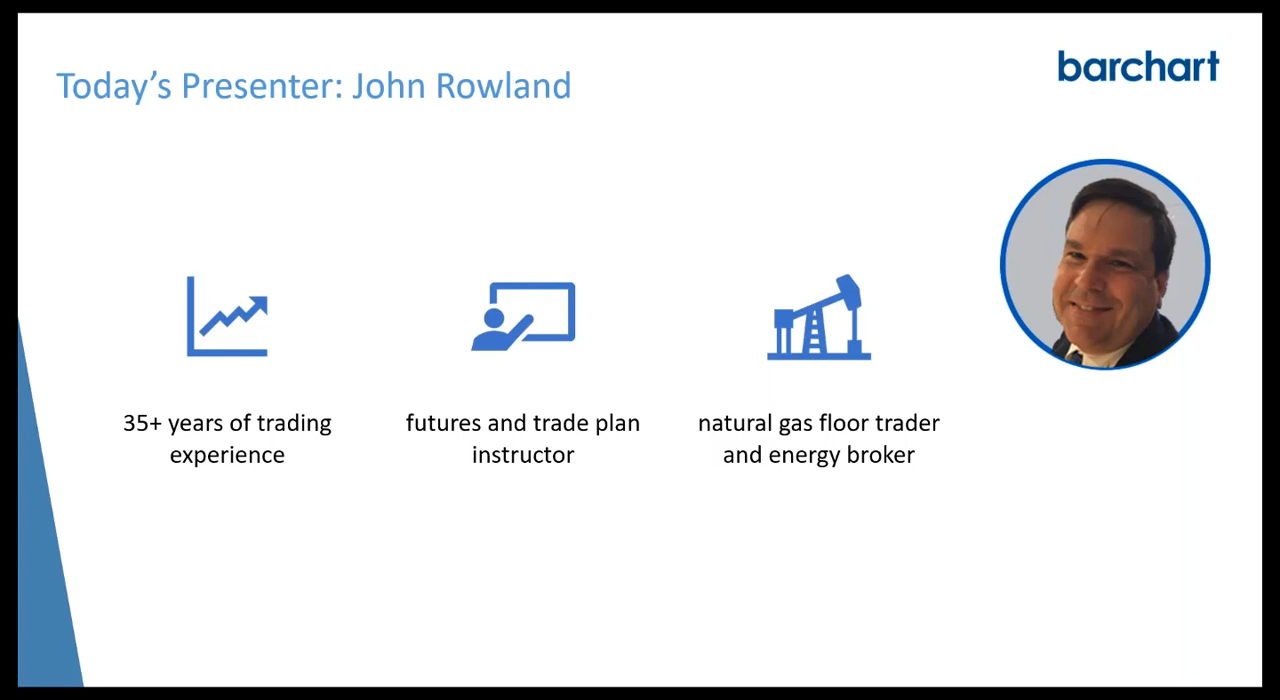 Today's Presenter: John Rowland
barchart
35+ years of trading
experience
futures and trade plan
instructor
natural gas floor trader
and energy broker